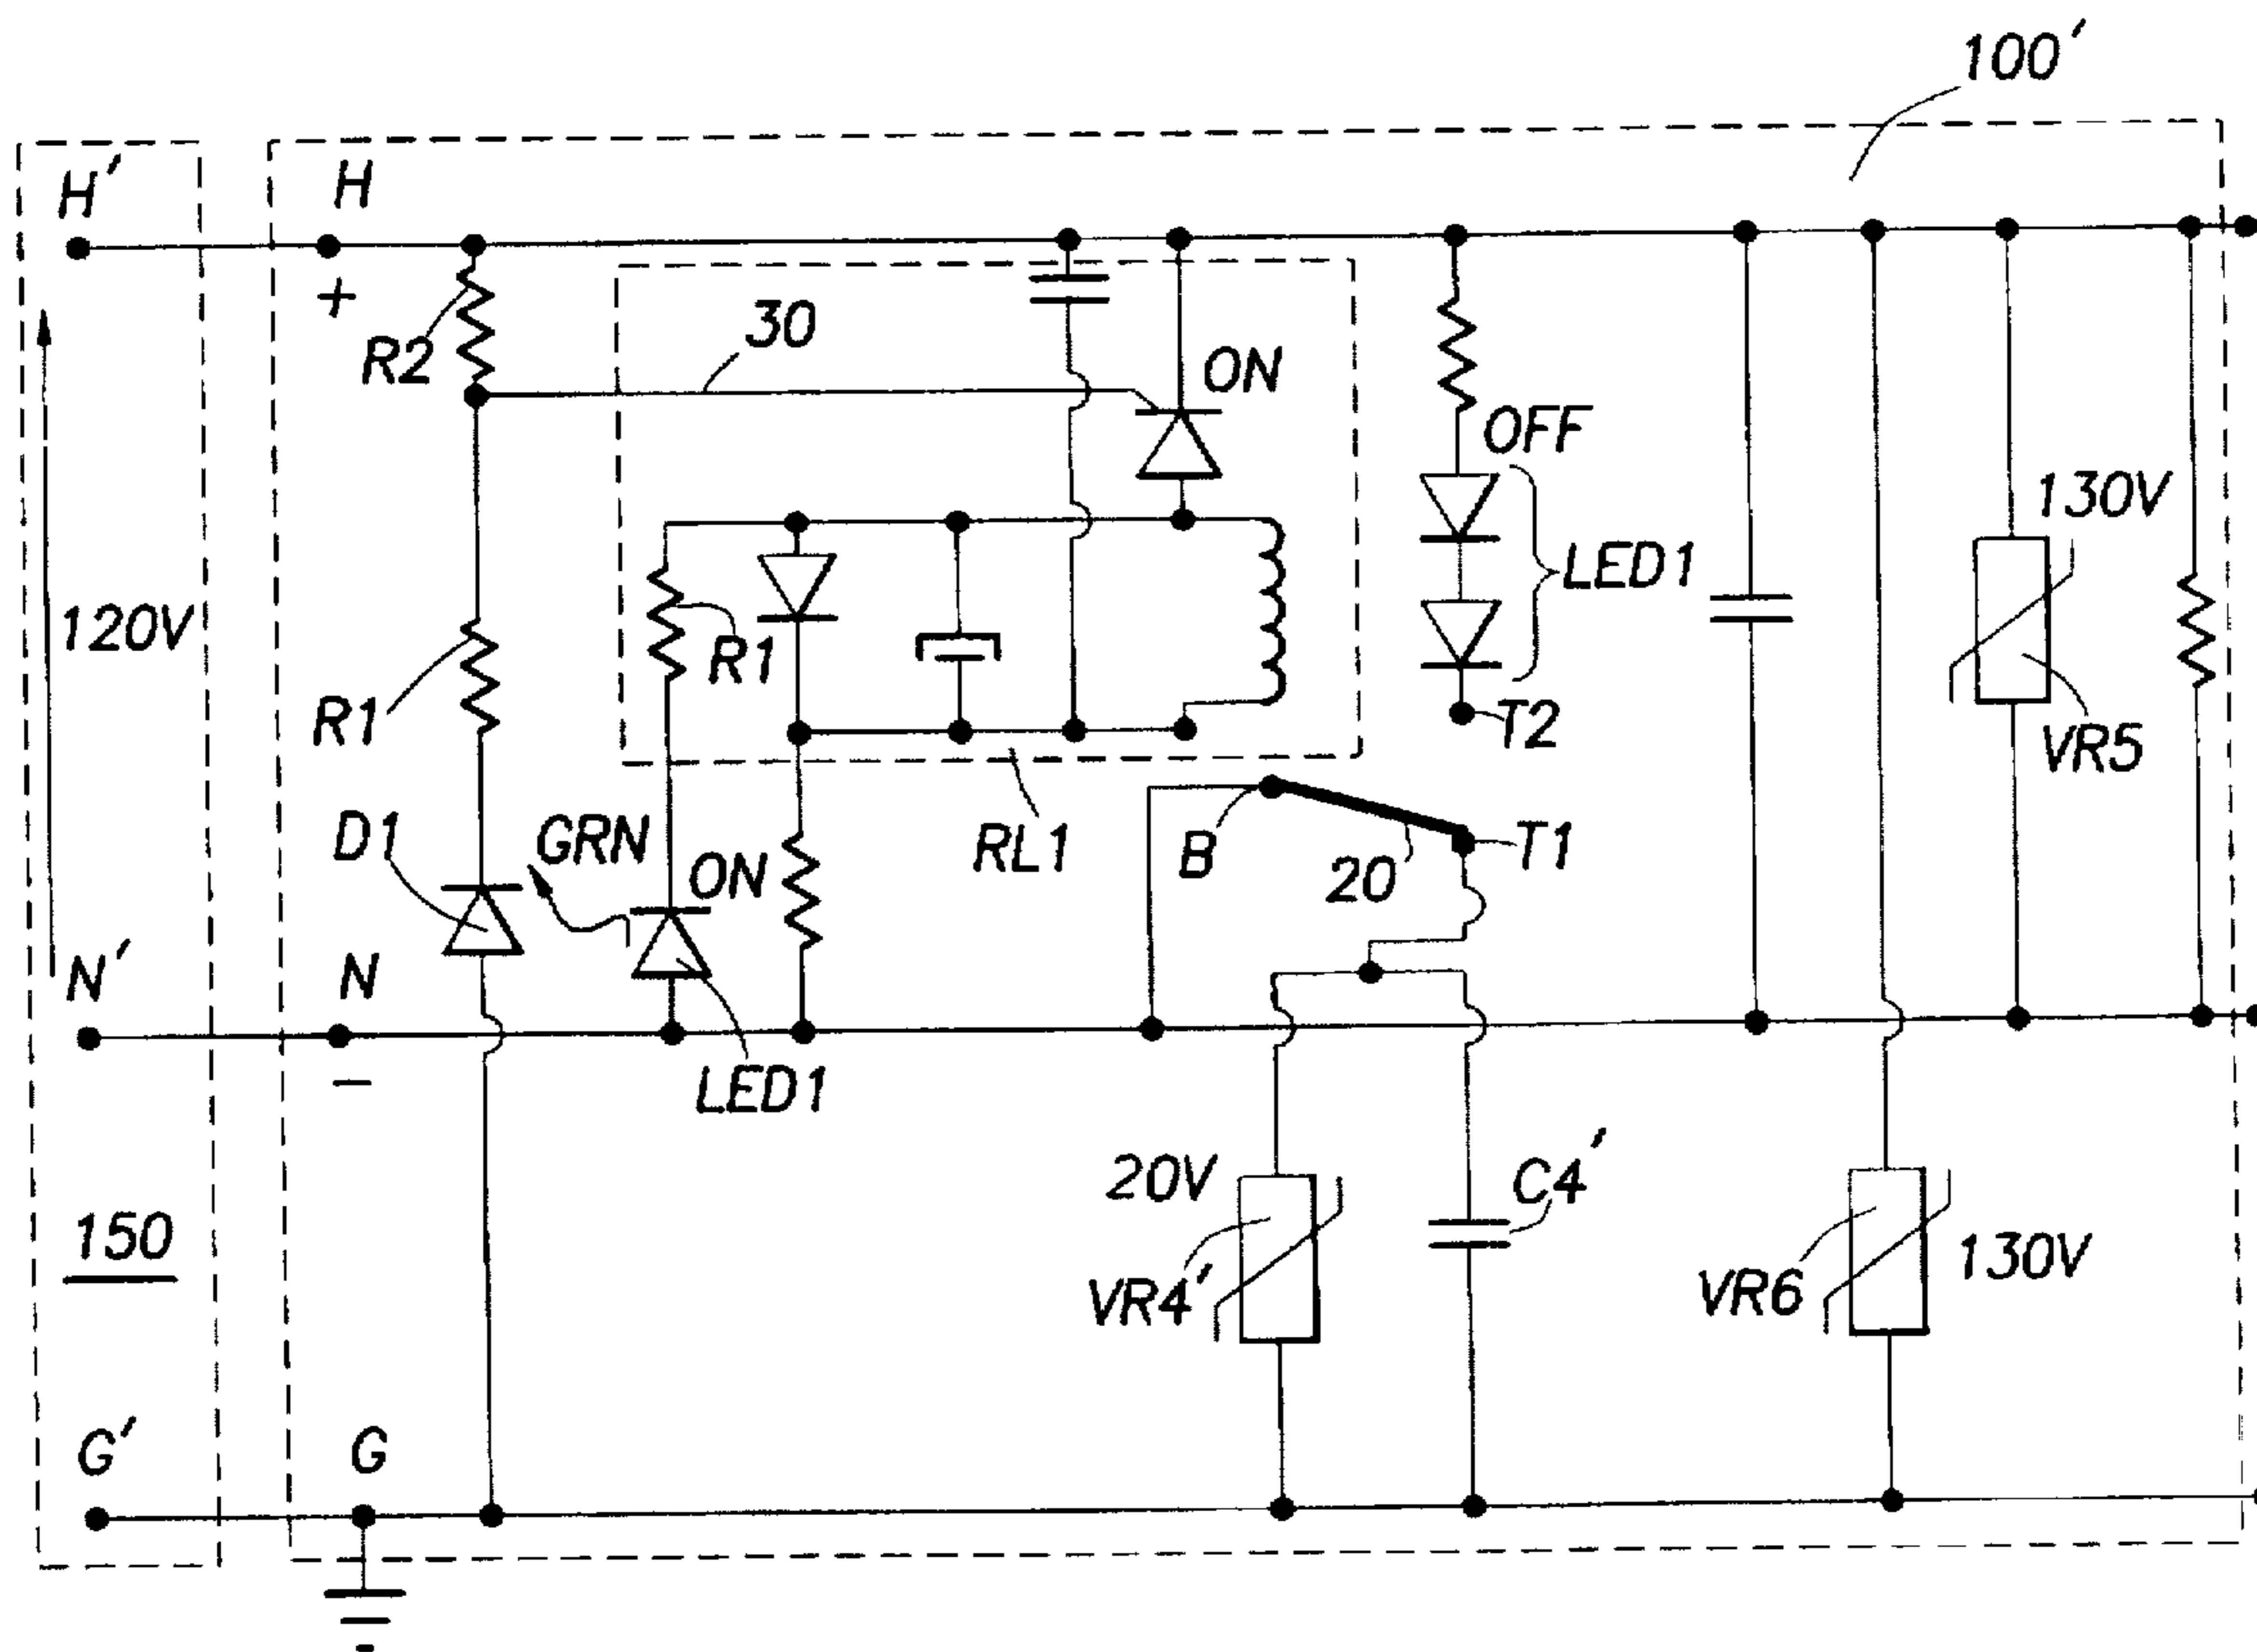 100′
H′
H
+
R2
30
ON
OFF
130V
LED1
120V
R1
R1
T2
VR5
D1
GRN
ON
RL1
B
20
T1
N′
N
−
LED1
20V
C4′
150
VR4′
VR6
130V
G′
G